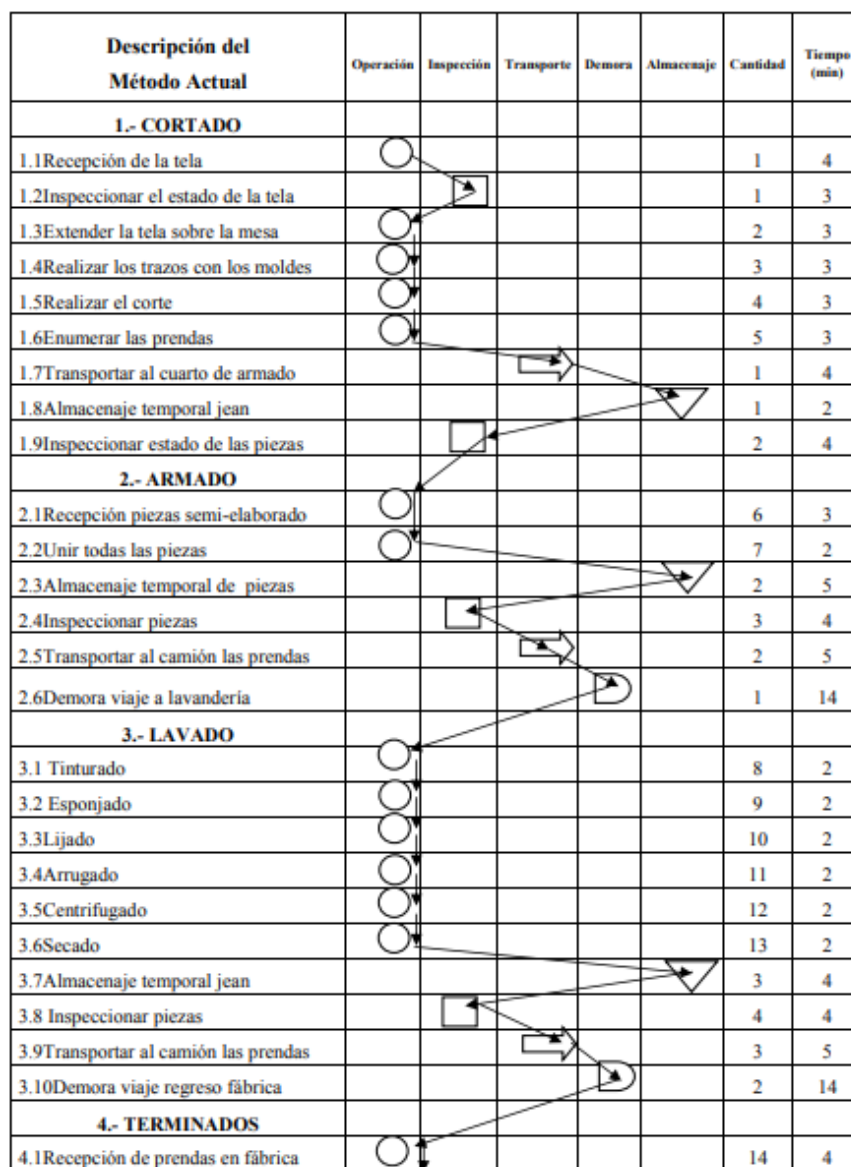 Descripción del Método Actual Operación Inspección Transporte Demora Almacenaje Cantidad Tiempo (min)
1.- CORTADO
1.1Recepción de la tela 1 4
1.2Inspeccionar el estado de la tela 1 3
1.3Extender la tela sobre la mesa 2 3
1.4Realizar los trazos con los moldes 3 3
1.5Realizar el corte 4 3
1.6Enumerar las prendas 5 3
1.7Transportar al cuarto de armado 1 4
1.8Almacenaje temporal jean 1 2
1.9Inspeccionar estado de las piezas 2 4
2.- ARMADO
2.1Recepción piezas semi-elaborado 6 3
2.2Unir todas las piezas 7 2
2.3Almacenaje temporal de piezas 2 5
2.4Inspeccionar piezas 3 4
2.5Transportar al camión las prendas 2 5
2.6Demora viaje a lavandería 1 14
3.- LAVADO
3.1 Tinturado 8 2
3.2 Esponjado 9 2
3.3Lijado 10 2
3.4Arrugado 11 2
3.5Centrifugado 12 2
3.6Secado 13 2
3.7Almacenaje temporal jean 3 4
3.8 Inspeccionar piezas 4 4
3.9Transportar al camión las prendas 3 5
3.10Demora viaje regreso fábrica 2 14
4.- TERMINADOS
4.1Recepción de prendas en fábrica 14 4